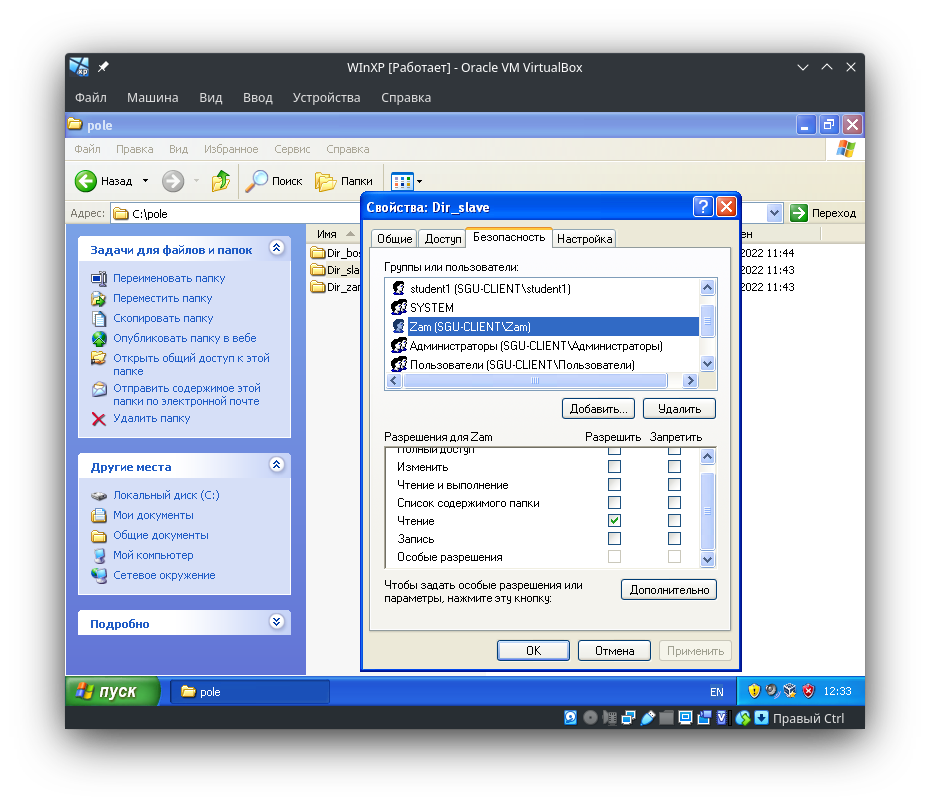 WInXP [Работает] - Oracle VM VirtualBox
Файл Машина Вид Ввод Устройства Справка
pole
Файл Правка Вид Избранное Сервис Справка
Назад Поиск Папки
Адрес: C:\pole Переход
Задачи для файлов и папок
Переименовать папку
Переместить папку
Скопировать папку
Опубликовать папку в вебе
Открыть общий доступ к этой
папке
Отправить содержимое этой
папки по электронной почте
Удалить папку
Другие места
Локальный диск (C:)
Мои документы
Общие документы
Мой компьютер
Сетевое окружение
Подробно
Имя
Dir_bos
Dir_sla
Dir_zar
ен
2022 11:44
2022 11:43
2022 11:43
Свойства: Dir_slave
Общие Доступ Безопасность Настройка
Группы или пользователи:
student1 (SGU-CLIENT\student1)
SYSTEM
Zam (SGU-CLIENT\Zam)
Администраторы (SGU-CLIENT\Администраторы)
Пользователи (SGU-CLIENT\Пользователи)
Добавить... Удалить
Разрешения для Zam Разрешить Запретить
Полный доступ
Изменить
Чтение и выполнение
Список содержимого папки
Чтение
Запись
Особые разрешения
Чтобы задать особые разрешения или
параметры, нажмите эту кнопку:
Дополнительно
OK Отмена Применить
пуск pole EN 12:33
Правый Ctrl